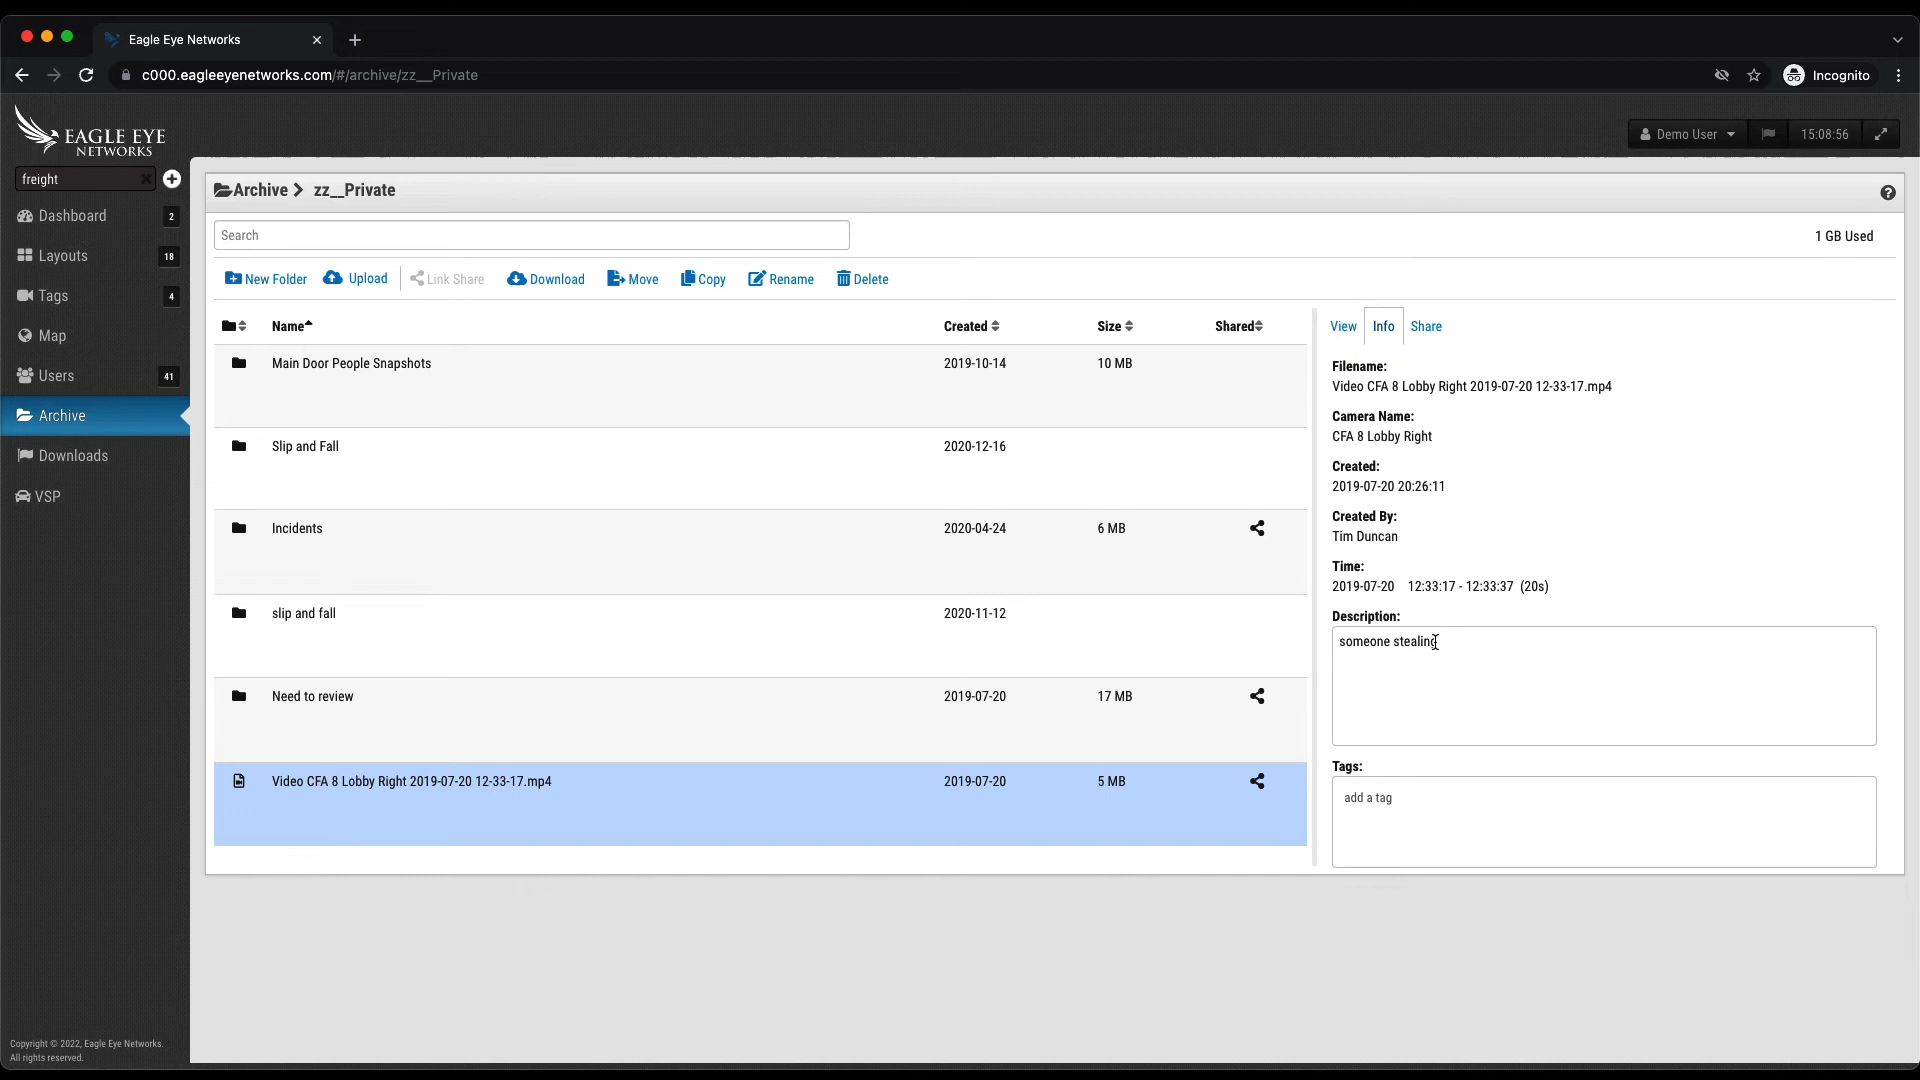 Eagle Eye Networks
c000.eagleeyenetworks.com/#/archive/zz__Private
Incognito
EAGLE EYE
NETWORKS
Demo User
15:08:56
freight
Dashboard 2
Layouts 18
Tags 4
Map
Users 41
Archive
Downloads
VSP
Copyright © 2022, Eagle Eye Networks.
All rights reserved.
Archive zz__Private
Search
1 GB Used
New Folder Upload Link Share Download Move Copy Rename Delete
Name Created Size Shared
Main Door People Snapshots 2019-10-14 10 MB
Slip and Fall 2020-12-16
Incidents 2020-04-24 6 MB
slip and fall 2020-11-12
Need to review 2019-07-20 17 MB
Video CFA 8 Lobby Right 2019-07-20 12-33-17.mp4 2019-07-20 5 MB
View Info Share
Filename:
Video CFA 8 Lobby Right 2019-07-20 12-33-17.mp4
Camera Name:
CFA 8 Lobby Right
Created:
2019-07-20 20:26:11
Created By:
Tim Duncan
Time:
2019-07-20 12:33:17 - 12:33:37 (20s)
Description:
someone stealing
Tags:
add a tag